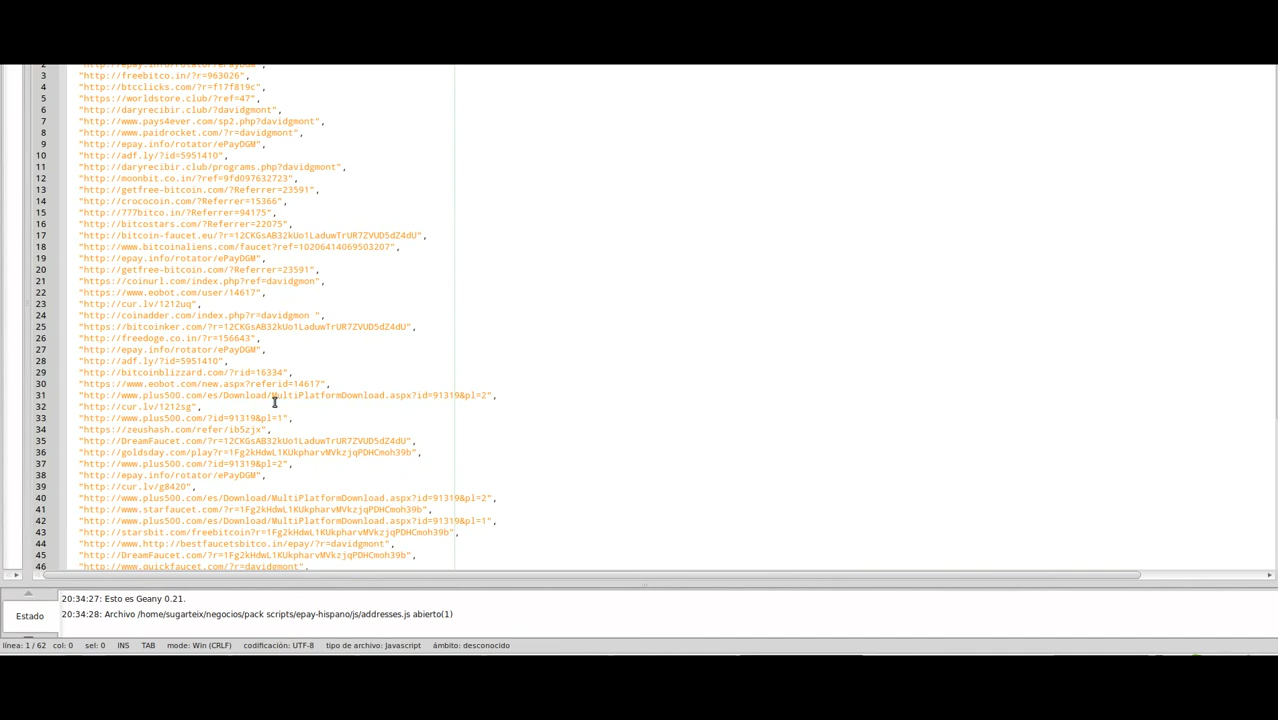 2 "http://epay.info/rotator/ePayDGM",
3 "http://freebitco.in/?r=963026",
4 "http://btcclicks.com/?r=f17f819c",
5 "https://worldstore.club/?ref=47",
6 "http://daryrecibir.club/?davidgmont",
7 "http://www.pays4ever.com/sp2.php?davidgmont",
8 "http://www.paidrocket.com/?r=davidgmont",
9 "http://epay.info/rotator/ePayDGM",
10 "http://adf.ly/?id=5951410",
11 "http://daryrecibir.club/programs.php?davidgmont",
12 "http://moonbit.co.in/?ref=9fd097632723",
13 "http://getfree-bitcoin.com/?Referrer=23591",
14 "http://crococoin.com/?Referrer=15366",
15 "http://777bitco.in/?Referrer=94175",
16 "http://bitcostars.com/?Referrer=22075",
17 "http://bitcoin-faucet.eu/?r=12CKGsAB32kUo1LaduwTrUR7ZVUD5dZ4dU",
18 "http://www.bitcoinaliens.com/faucet?ref=10206414069503207",
19 "http://epay.info/rotator/ePayDGM",
20 "http://getfree-bitcoin.com/?Referrer=23591",
21 "https://coinurl.com/index.php?ref=davidgmon",
22 "https://www.eobot.com/user/14617",
23 "http://cur.lv/1212uq",
24 "http://coinadder.com/index.php?r=davidgmon ",
25 "https://bitcoinker.com/?r=12CKGsAB32kUo1LaduwTrUR7ZVUD5dZ4dU",
26 "http://freedoge.co.in/?r=156643",
27 "http://epay.info/rotator/ePayDGM",
28 "http://adf.ly/?id=5951410",
29 "http://bitcoinblizzard.com/?rid=16334",
30 "https://www.eobot.com/new.aspx?referid=14617",
31 "http://www.plus500.com/es/Download/MultiPlatformDownload.aspx?id=91319&pl=2",
32 "http://cur.lv/1212sg",
33 "http://www.plus500.com/?id=91319&pl=1",
34 "https://zeushash.com/refer/ib5zjx",
35 "http://DreamFaucet.com/?r=12CKGsAB32kUo1LaduwTrUR7ZVUD5dZ4dU",
36 "http://goldsday.com/play?r=1Fg2kHdwL1KUkpharvMVkzjqPDHCmoh39b",
37 "http://www.plus500.com/?id=91319&pl=2",
38 "http://epay.info/rotator/ePayDGM",
39 "http://cur.lv/g8420",
40 "http://www.plus500.com/es/Download/MultiPlatformDownload.aspx?id=91319&pl=2",
41 "http://www.starfaucet.com/?r=1Fg2kHdwL1KUkpharvMVkzjqPDHCmoh39b",
42 "http://www.plus500.com/es/Download/MultiPlatformDownload.aspx?id=91319&pl=1",
43 "http://starsbit.com/freebitcoin?r=1Fg2kHdwL1KUkpharvMVkzjqPDHCmoh39b",
44 "http://www.http://bestfaucetsbitco.in/epay/?r=davidgmont",
45 "http://DreamFaucet.com/?r=1Fg2kHdwL1KUkpharvMVkzjqPDHCmoh39b",
46 "http://www.quickfaucet.com/?r=davidgmont",
20:34:27: Esto es Geany 0.21.
Estado
20:34:28: Archivo /home/sugarteix/negocios/pack scripts/epay-hispano/js/addresses.js abierto(1)
línea: 1 / 62 col: 0 sel: 0 INS TAB mode: Win (CRLF) codificación: UTF-8 tipo de archivo: Javascript ámbito: desconocido